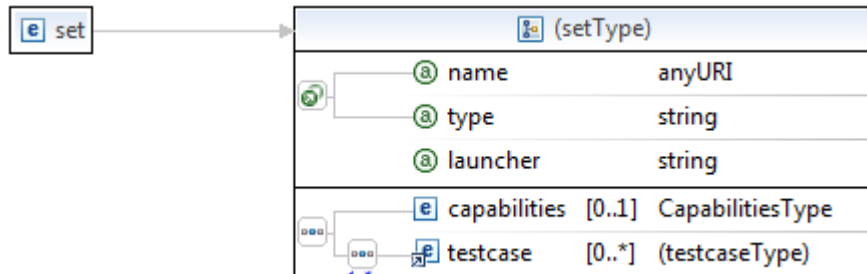 e set
(setType)
a name anyURI
a type string
a launcher string
e capabilities [0..1] CapabilitiesType
e testcase [0..*] (testcaseType)